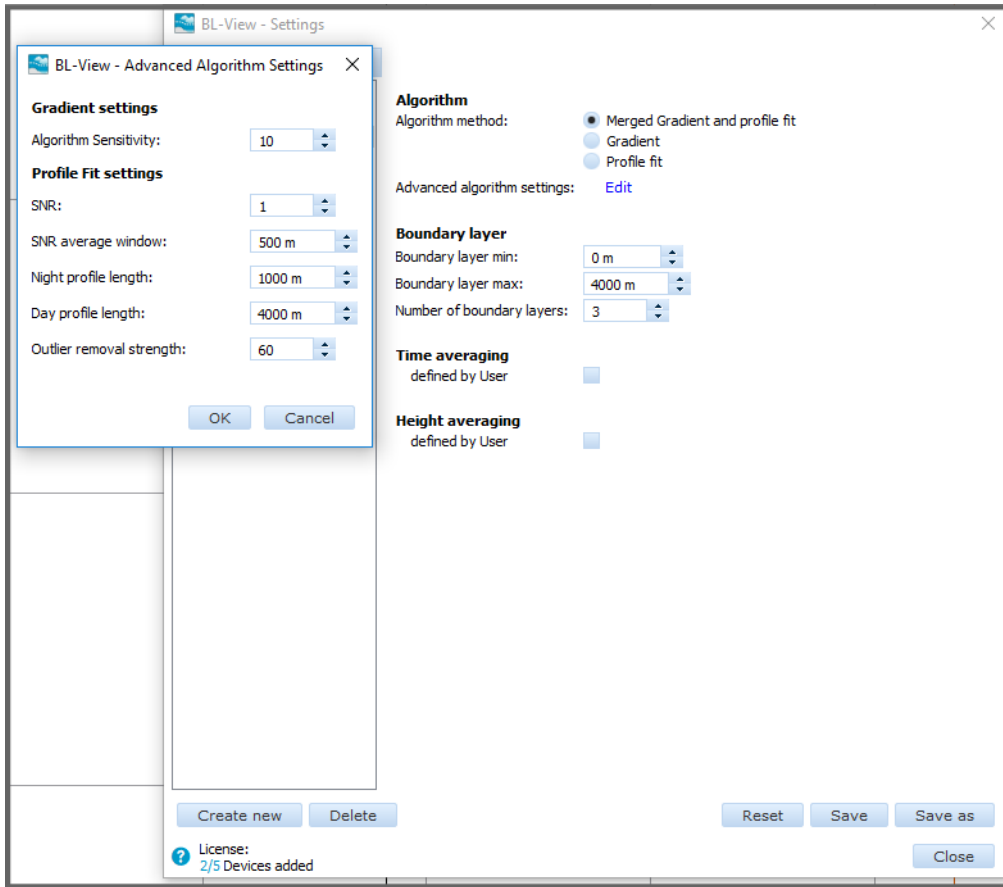 BL-View - Settings
BL-View - Advanced Algorithm Settings
Gradient settings
Algorithm Sensitivity: 10
Profile Fit settings
SNR: 1
SNR average window: 500 m
Night profile length: 1000 m
Day profile length: 4000 m
Outlier removal strength: 60
OK Cancel
Algorithm
Algorithm method: Merged Gradient and profile fit
Gradient
Profile fit
Advanced algorithm settings: Edit
Boundary layer
Boundary layer min: 0 m
Boundary layer max: 4000 m
Number of boundary layers: 3
Time averaging
defined by User
Height averaging
defined by User
Create new Delete Reset Save Save as
? License:
2/5 Devices added
Close